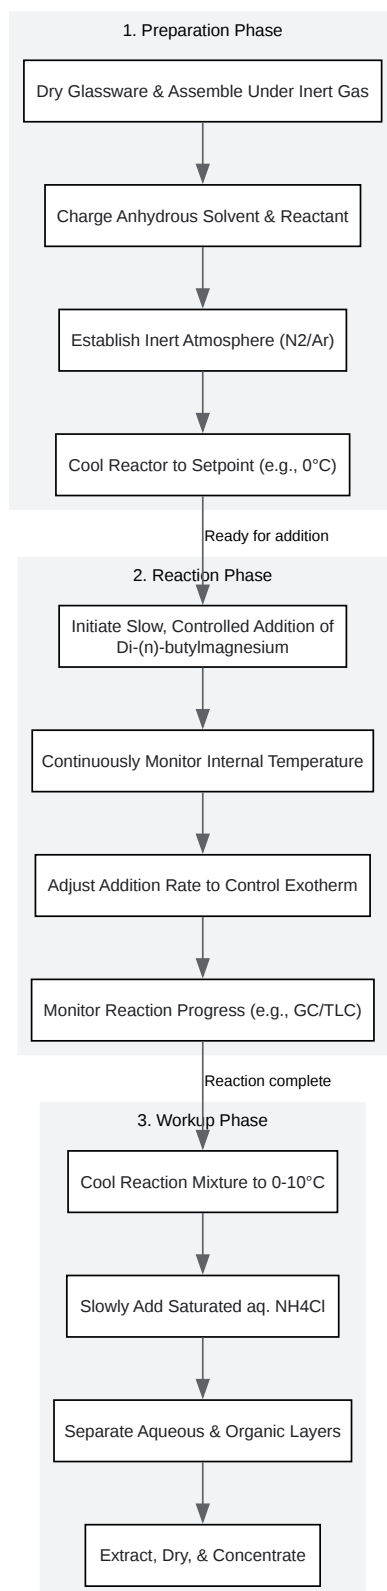 1. Preparation Phase
Dry Glassware & Assemble Under Inert Gas
Charge Anhydrous Solvent & Reactant
Establish Inert Atmosphere (N2/Ar)
Cool Reactor to Setpoint (e.g., 0°C)
Ready for addition
2. Reaction Phase
Initiate Slow, Controlled Addition of
Di-(n)-butylmagnesium
Continuously Monitor Internal Temperature
Adjust Addition Rate to Control Exotherm
Monitor Reaction Progress (e.g., GC/TLC)
Reaction complete
3. Workup Phase
Cool Reaction Mixture to 0-10°C
Slowly Add Saturated aq. NH4Cl
Separate Aqueous & Organic Layers
Extract, Dry, & Concentrate